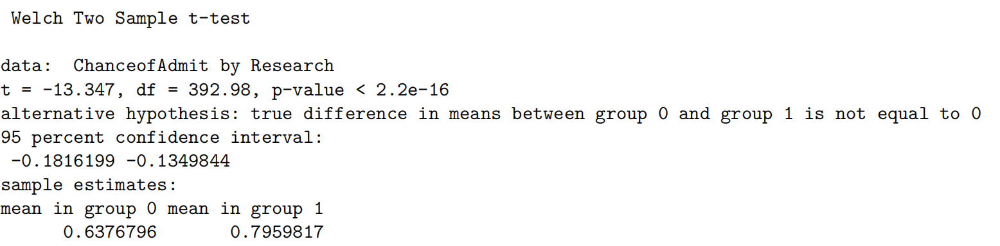 Welch Two Sample t-test
data: ChanceofAdmit by Research
t = -13.347, df = 392.98, p-value < 2.2e-16
alternative hypothesis: true difference in means between group 0 and group 1 is not equal to 0
95 percent confidence interval:
-0.1816199 -0.1349844
sample estimates:
mean in group 0 mean in group 1
0.6376796 0.7959817